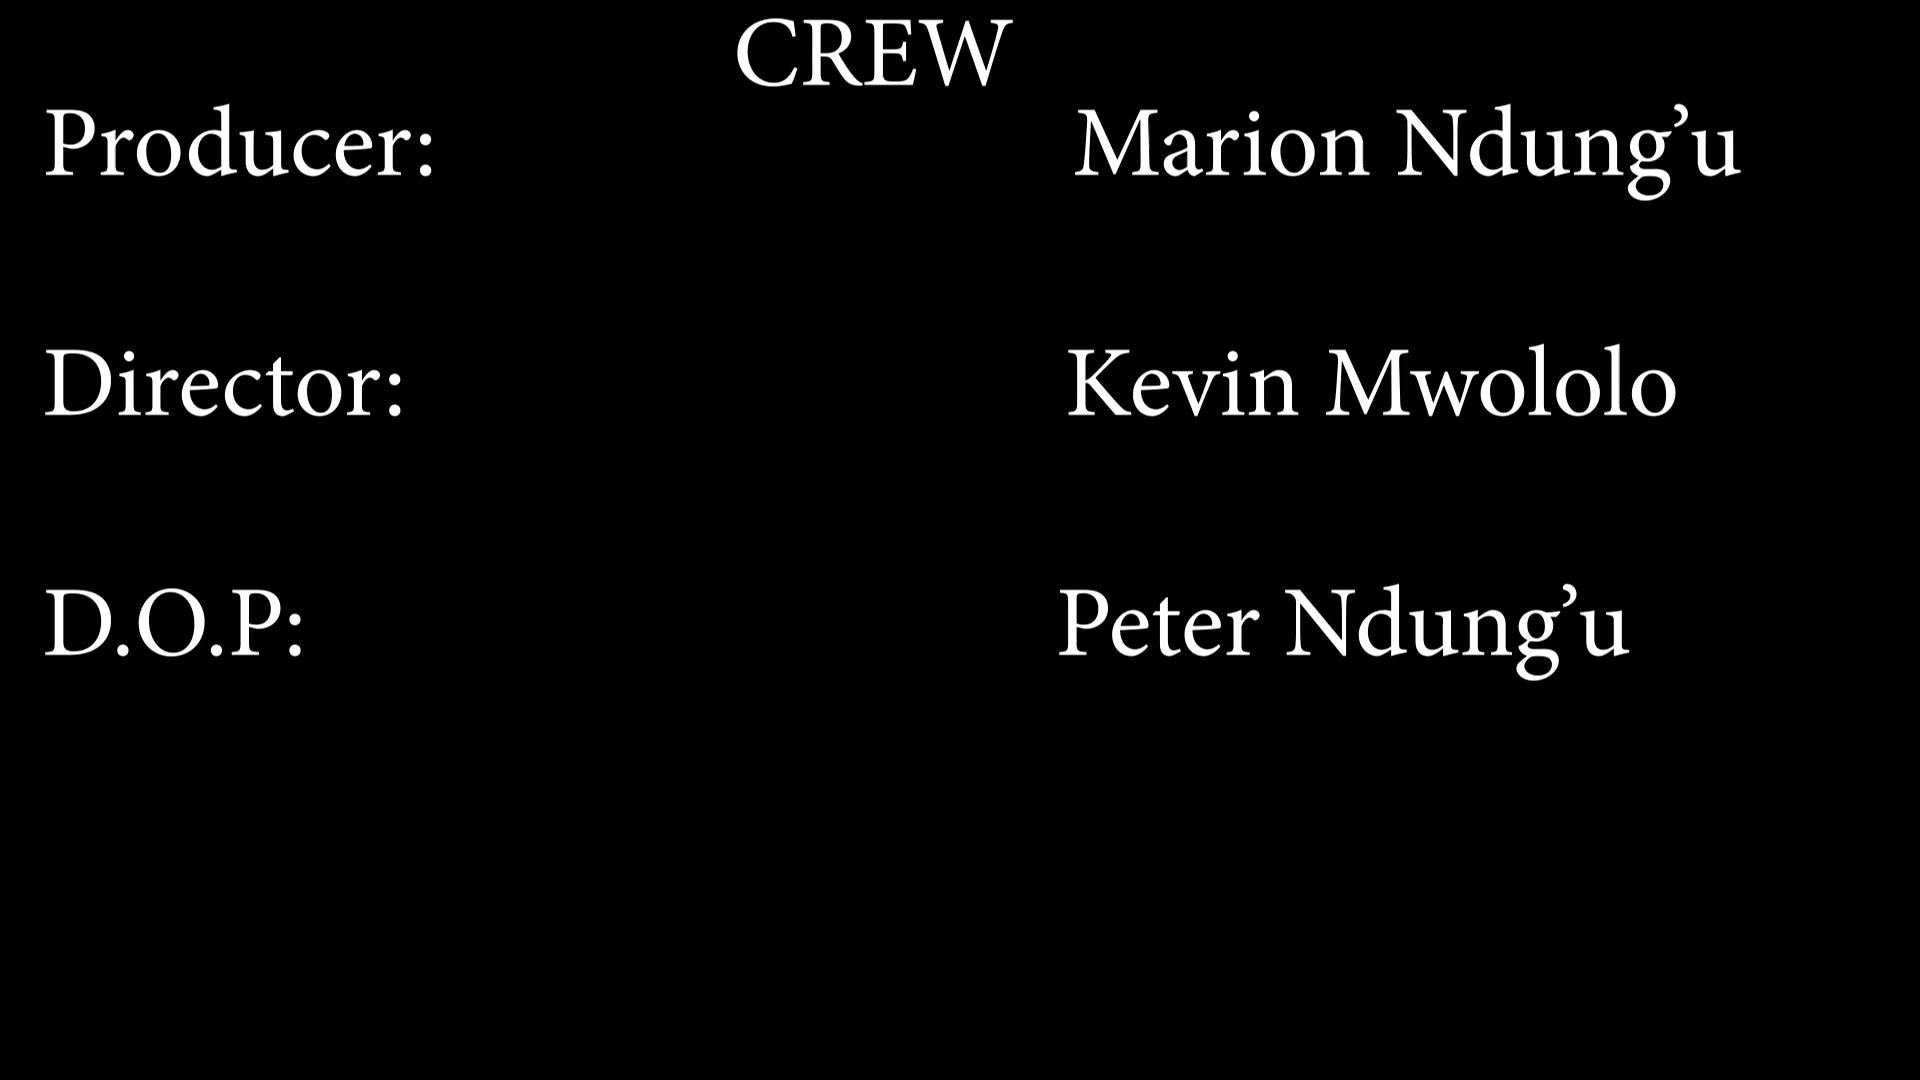 CREW
Producer: Marion Ndung’u
Director: Kevin Mwololo
D.O.P: Peter Ndung’u